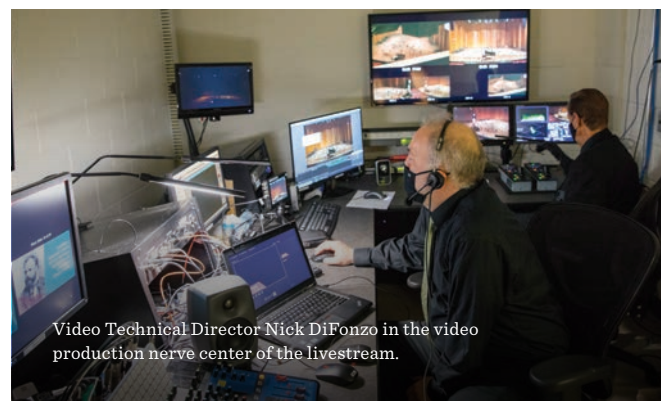 Video Technical Director Nick DiFonzo in the video
production nerve center of the livestream.